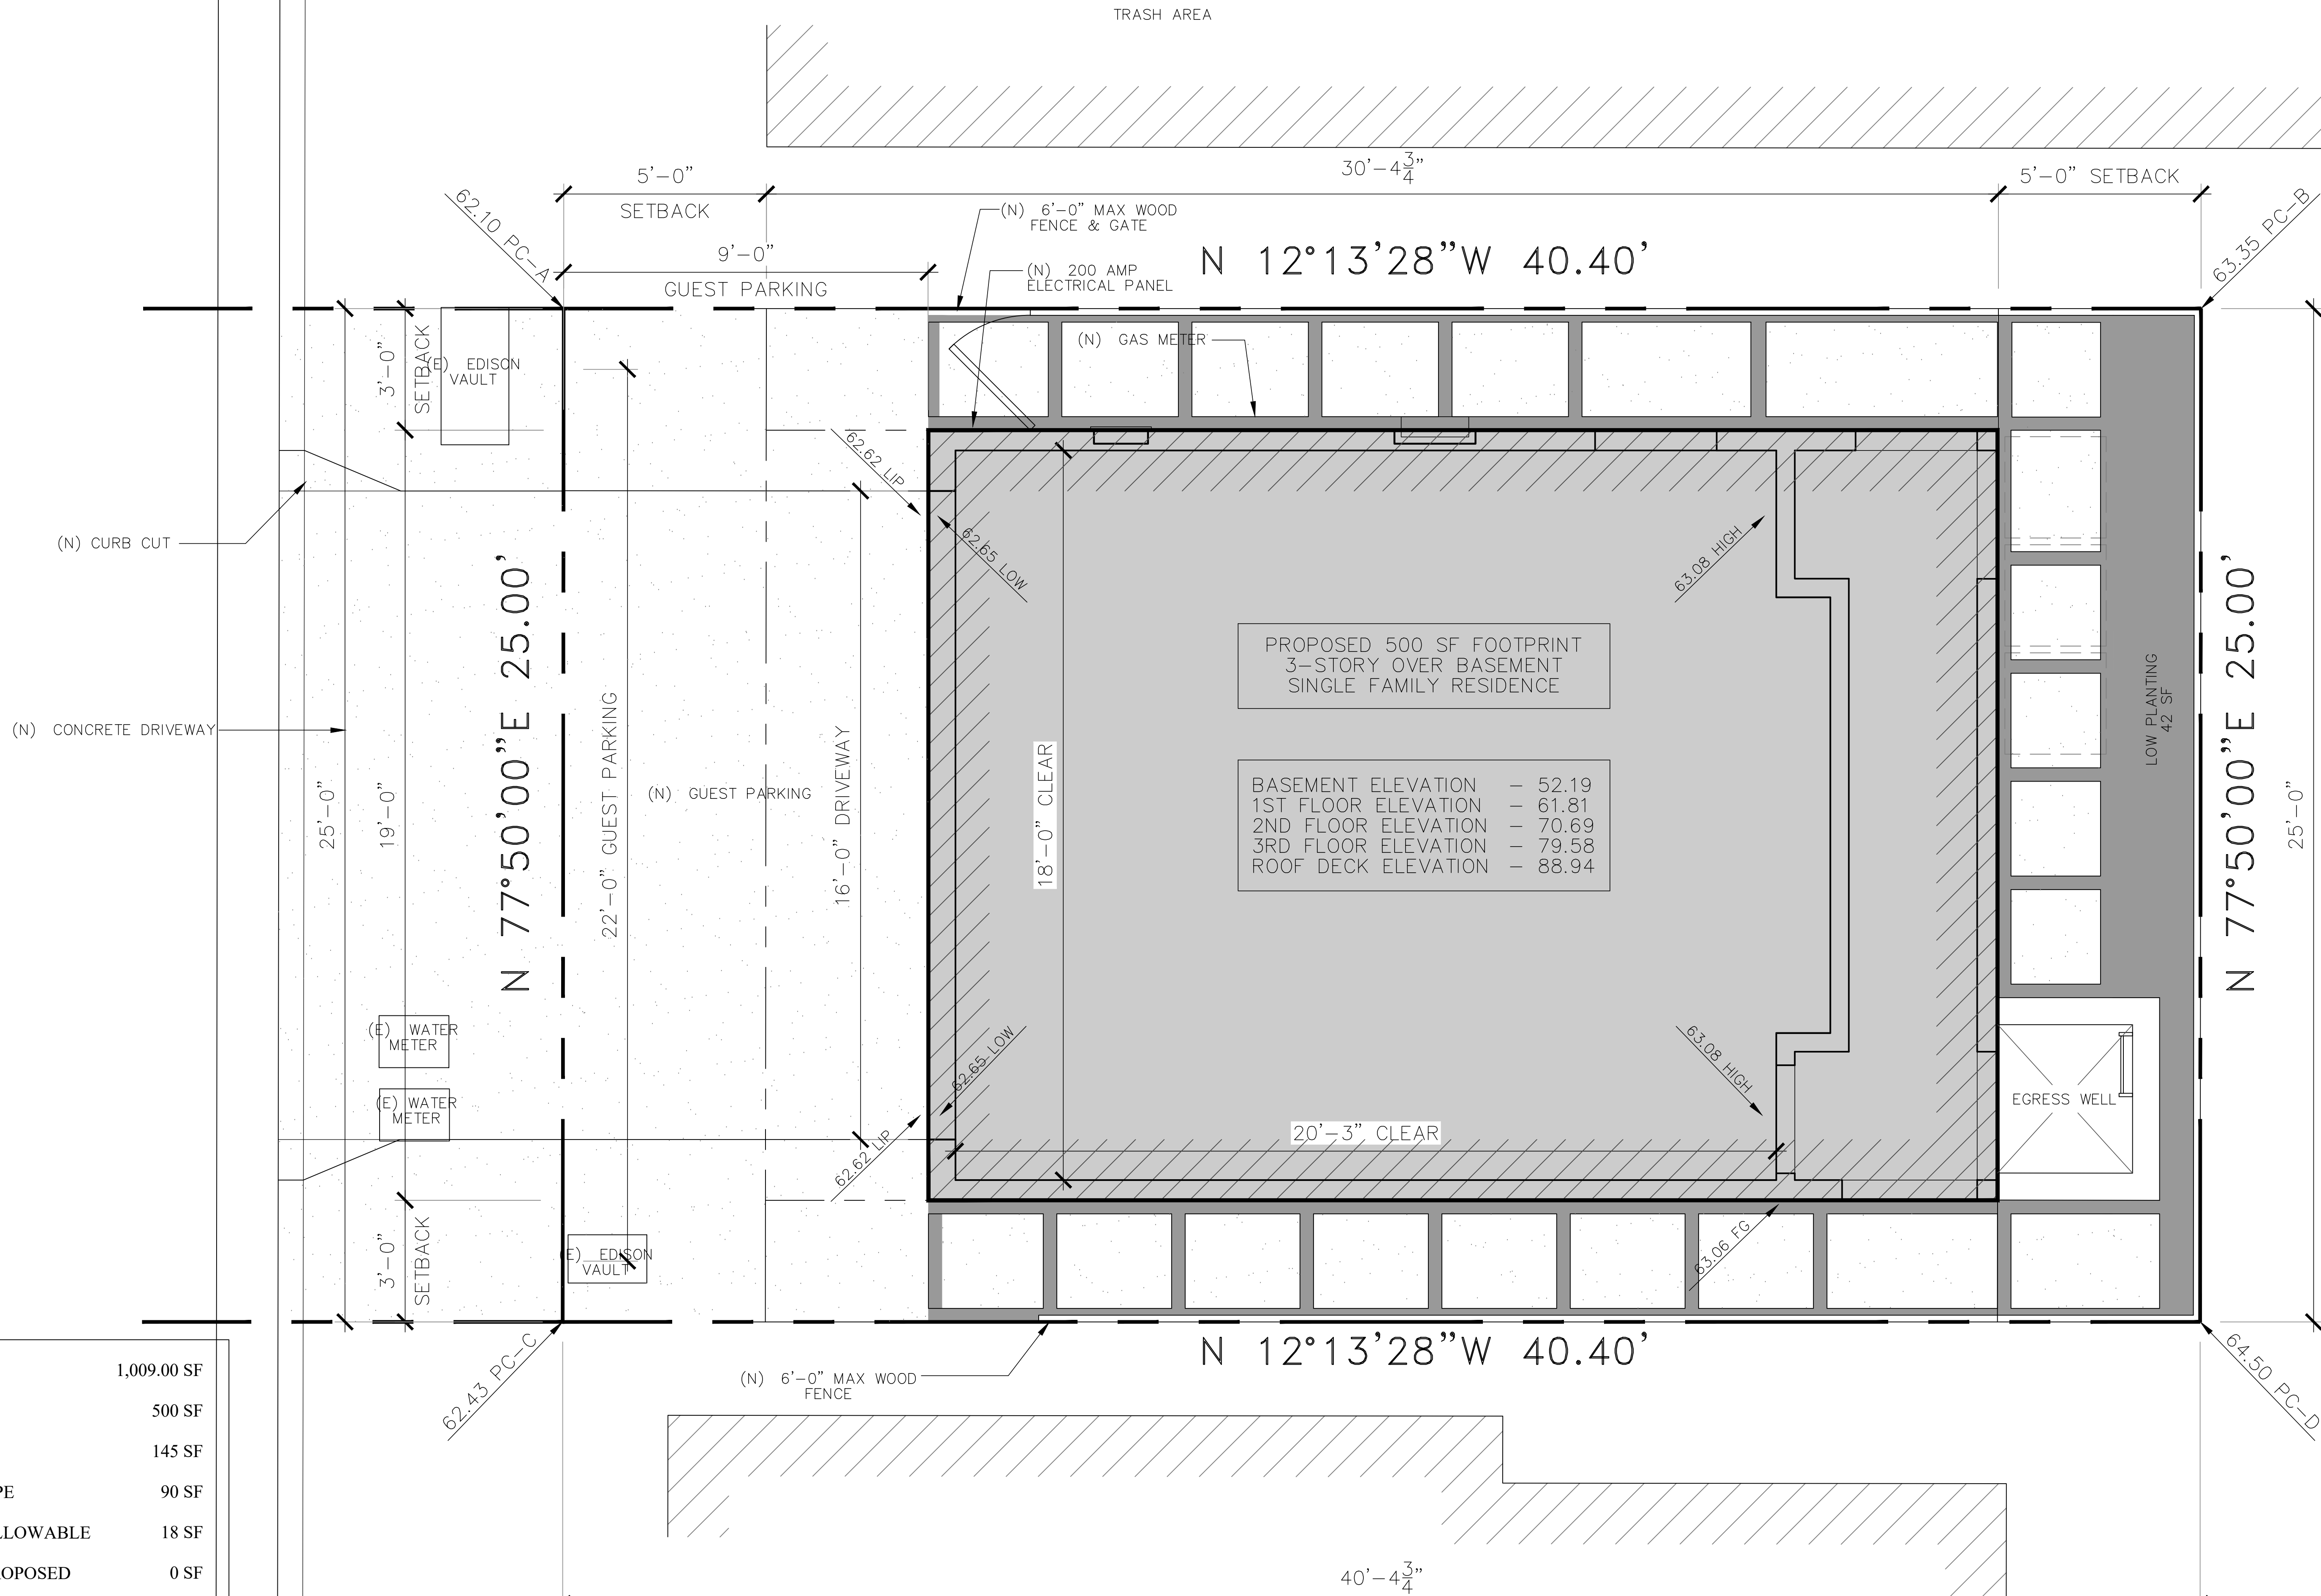 TRASH AREA
30'-4 3/4"
5'-0"
SETBACK
5'-0" SETBACK
62.10 PC-A
63.35 PC-B
(N) 6'-0" MAX WOOD
FENCE & GATE
9'-0"
GUEST PARKING
N 12°13'28"W 40.40'
(N) 200 AMP
ELECTRICAL PANEL
(N) GAS METER
3'-0"
SETBACK
(E) EDISON
VAULT
62.62 LIP
62.65 LOW
63.08 HIGH
(N) CURB CUT
N 77°50'00"E 25.00'
N 77°50'00"E 25.00'
PROPOSED 500 SF FOOTPRINT
3-STORY OVER BASEMENT
SINGLE FAMILY RESIDENCE
LOW PLANTING
42 SF
(N) CONCRETE DRIVEWAY
25'-0"
19'-0"
22'-0" GUEST PARKING
(N) GUEST PARKING
16'-0" DRIVEWAY
18'-0" CLEAR
BASEMENT ELEVATION - 52.19
1ST FLOOR ELEVATION - 61.81
2ND FLOOR ELEVATION - 70.69
3RD FLOOR ELEVATION - 79.58
ROOF DECK ELEVATION - 88.94
25'-0"
(E) WATER
METER
(E) WATER
METER
62.65 LOW
63.08 HIGH
EGRESS WELL
20'-3" CLEAR
62.62 LIP
63.06 FG
3'-0"
SETBACK
(E) EDISON
VAULT
N 12°13'28"W 40.40'
62.43 PC-C
64.50 PC-D
(N) 6'-0" MAX WOOD
FENCE
1,009.00 SF
500 SF
145 SF
PE 90 SF
LLOWABLE 18 SF
OPOSED 0 SF
40'-4 3/4"